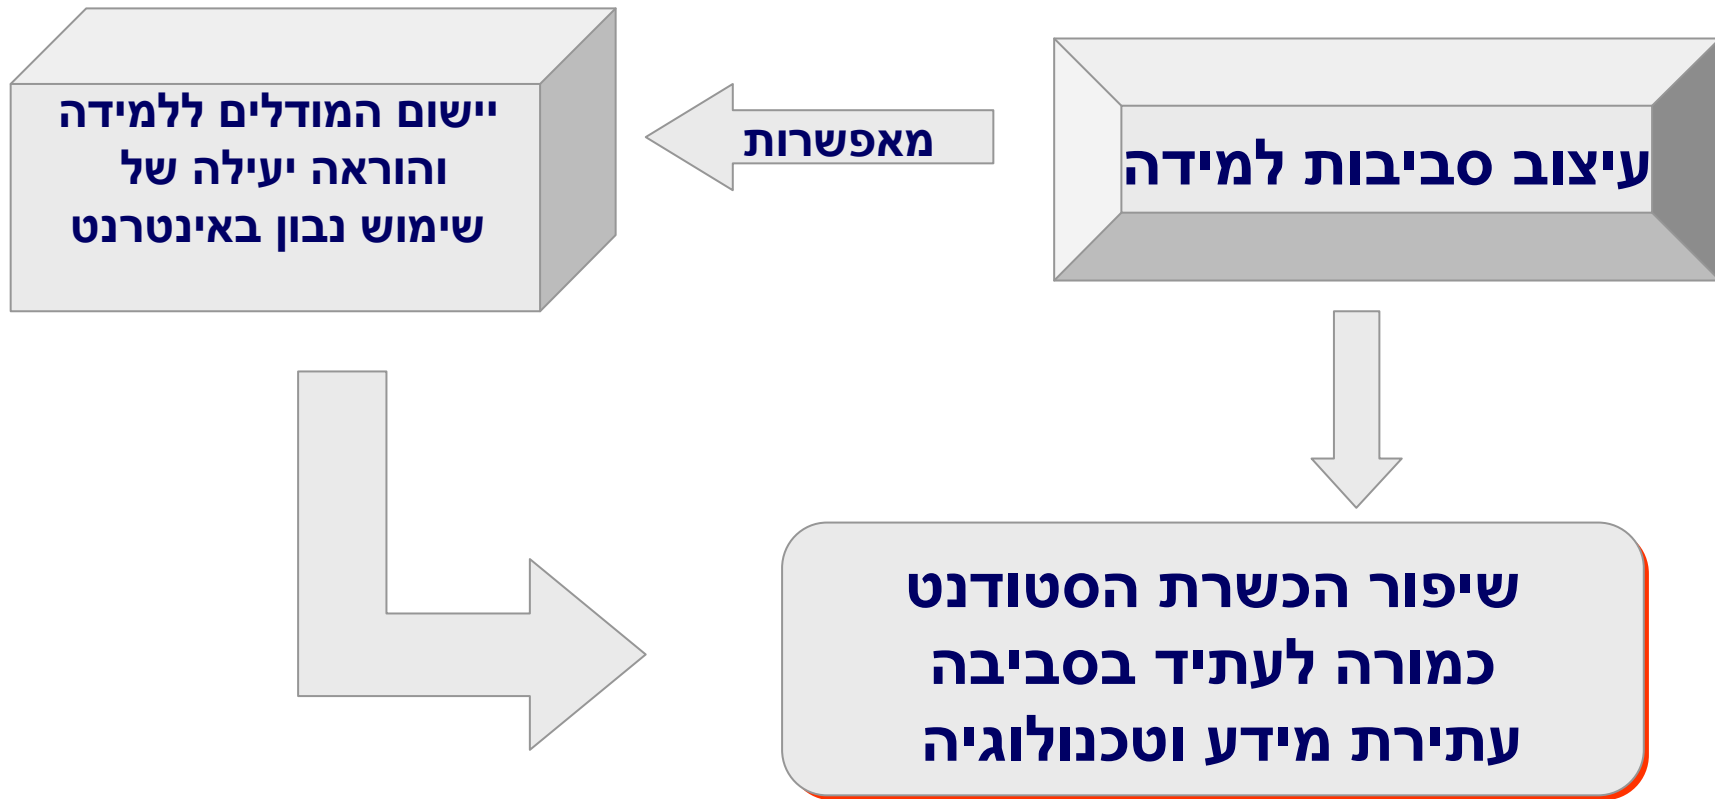 עיצוב סביבות למידה
מאפשרות
יישום המודלים ללמידה
והוראה יעילה של
שימוש נבון באינטרנט
שיפור הכשרת הסטודנט
כמורה לעתיד בסביבה
עתירת מידע וטכנולוגיה